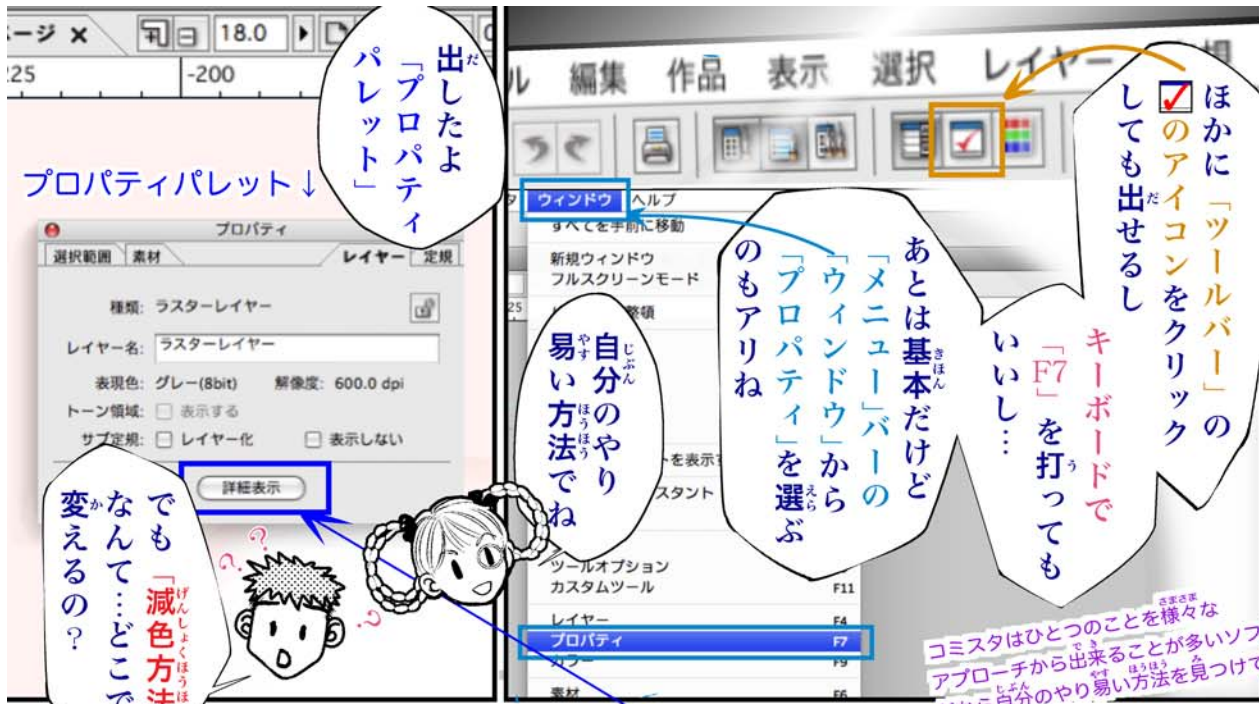 ほかに「ツールバー」の
のアイコンをクリック
しても出せるし
キーボードで
「F7」を打っても
いいし…
あとは基本だけど
「メニュー」バーの
「ウィンドウ」から
「プロパティ」を選ぶ
のもアリね
自分のやり
易い方法でね
編集 作品 表示 選択 レイヤー
ウィンドウ ヘルプ
すべてを手前に移動
新規ウィンドウ
フルスクリーンモード
ツールオプション
カスタムツール F11
レイヤー F4
プロパティ F7
カラー F9
素材 F6
コミスタはひとつのことを様々な
アプローチから出来ることが多いソフ
自分のやり易い方法を見つけて
出したよ
「プロパティ
パレット」
ージ × 18.0
-200
プロパティパレット↓
プロパティ
選択範囲 素材 レイヤー 定規
種類: ラスターレイヤー
レイヤー名: ラスターレイヤー
表現色: グレー(8bit) 解像度: 600.0 dpi
トーン領域: 表示する
サブ定規: レイヤー化 表示しない
詳細表示
でも「減色方法
なんて…どこで
変えるの？